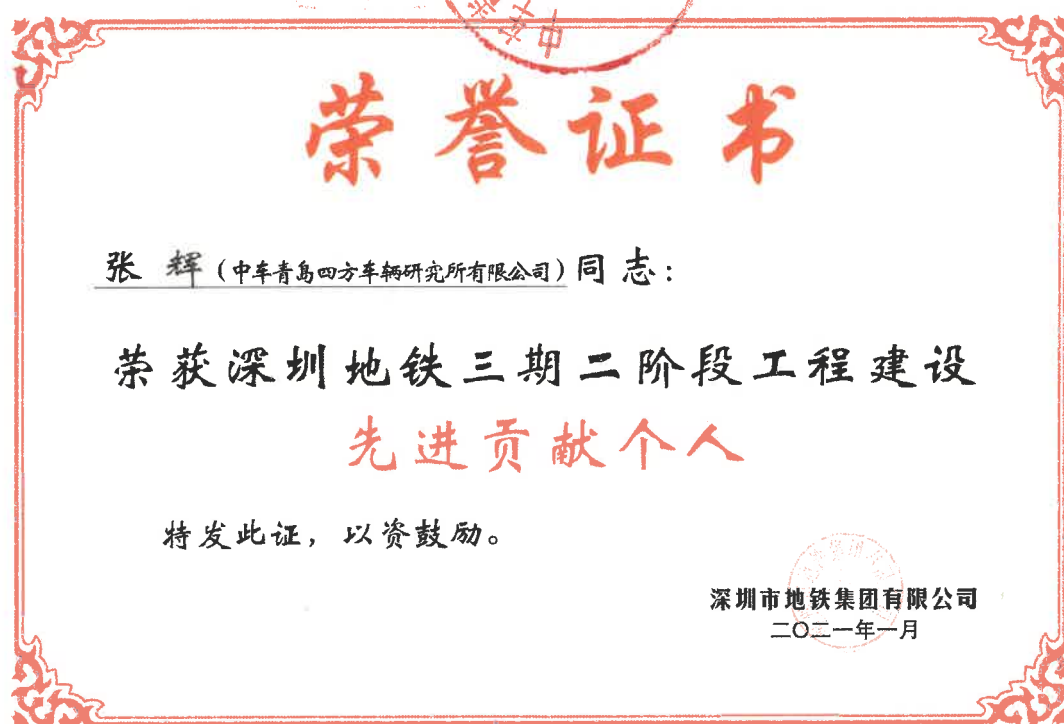 荣誉证书
张 辉（中车青岛四方车辆研究所有限公司）同志：
荣获深圳地铁三期二阶段工程建设
先进贡献个人
特发此证，以资鼓励。
深圳市地铁集团有限公司
二〇二一年一月